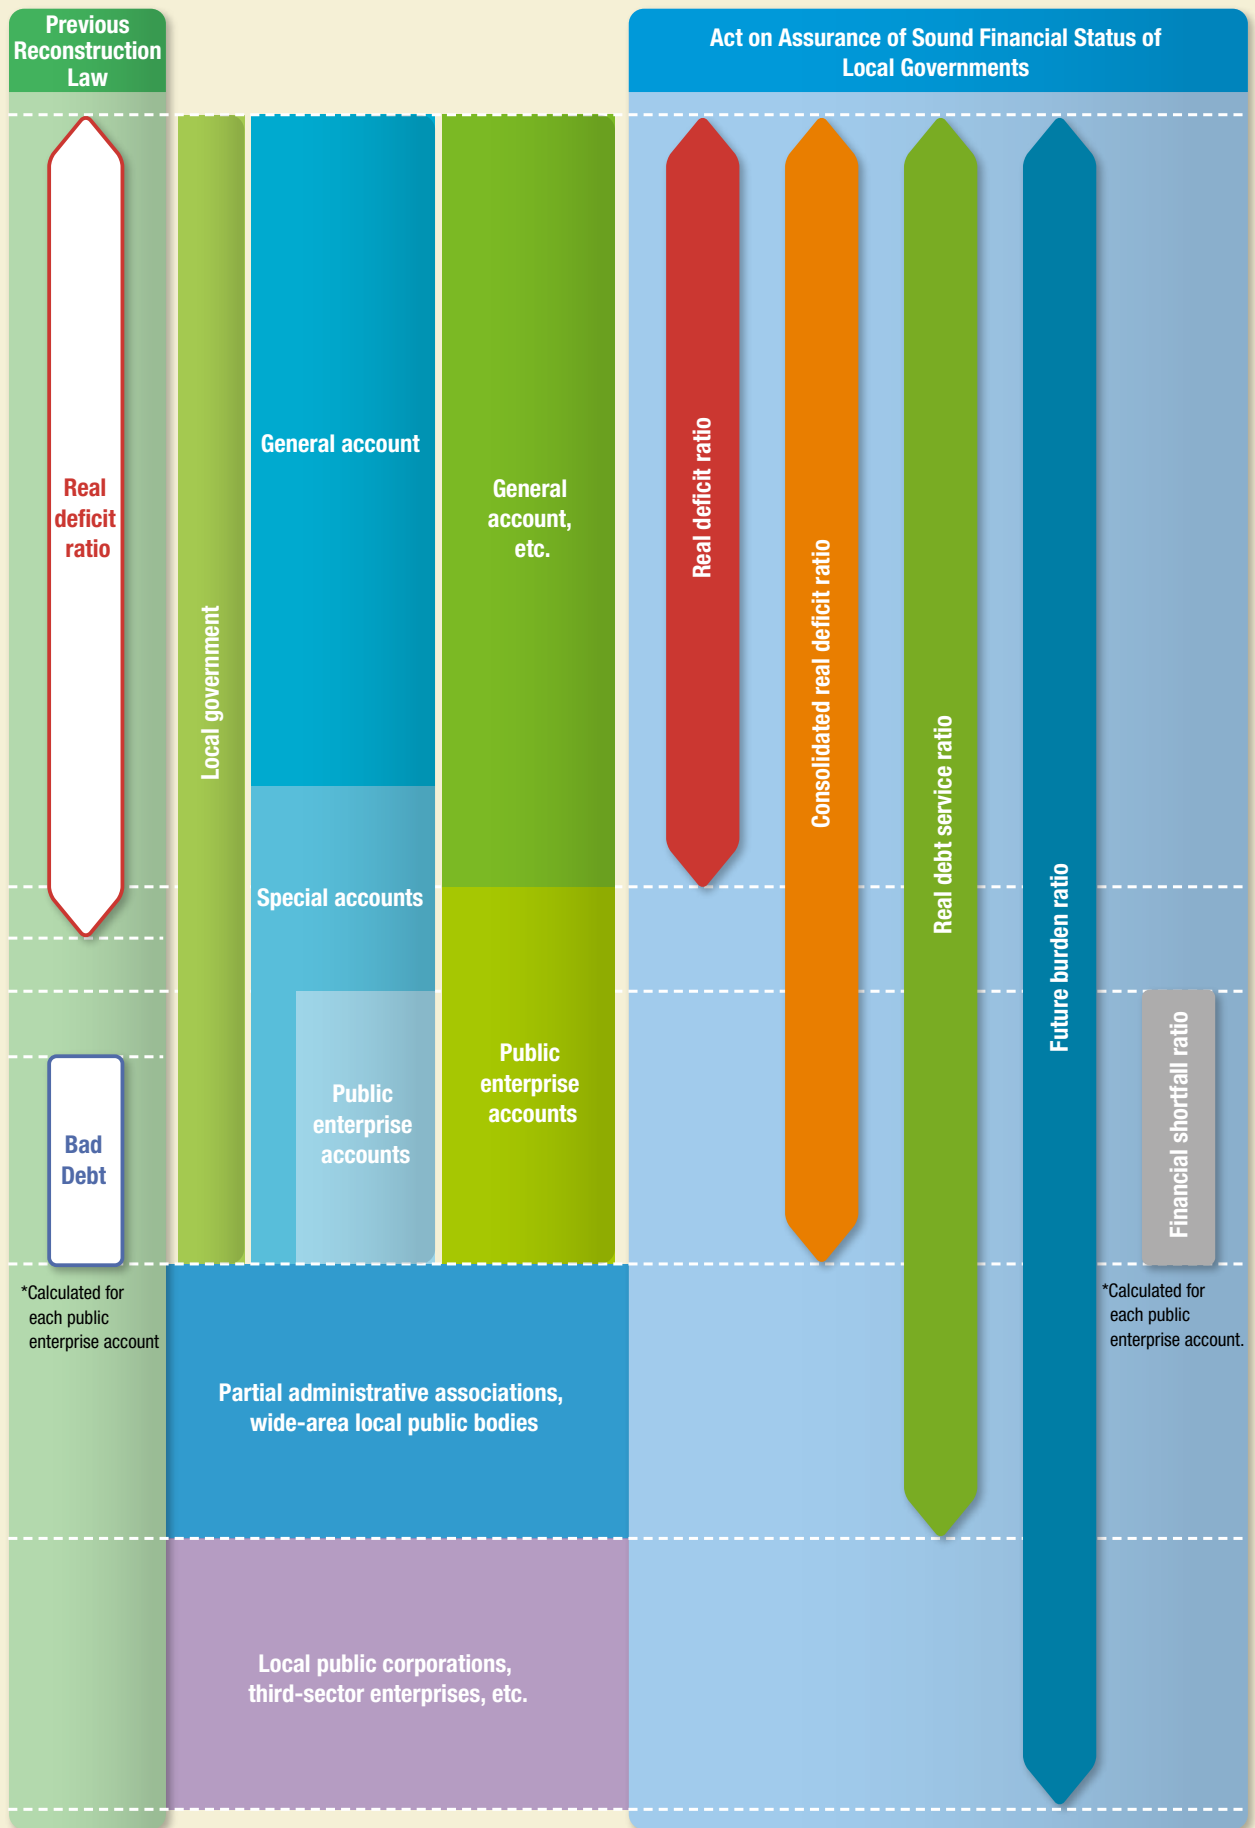 Previous
Reconstruction
Law
Act on Assurance of Sound Financial Status of
Local Governments
Real
deficit
ratio
Bad
Debt
*Calculated for
each public
enterprise account
Local government
General account
Special accounts
Public
enterprise
accounts
General
account,
etc.
Public
enterprise
accounts
Partial administrative associations,
wide-area local public bodies
Local public corporations,
third-sector enterprises, etc.
Real deficit ratio
Consolidated real deficit ratio
Real debt service ratio
Future burden ratio
Financial shortfall ratio
*Calculated for
each public
enterprise account.